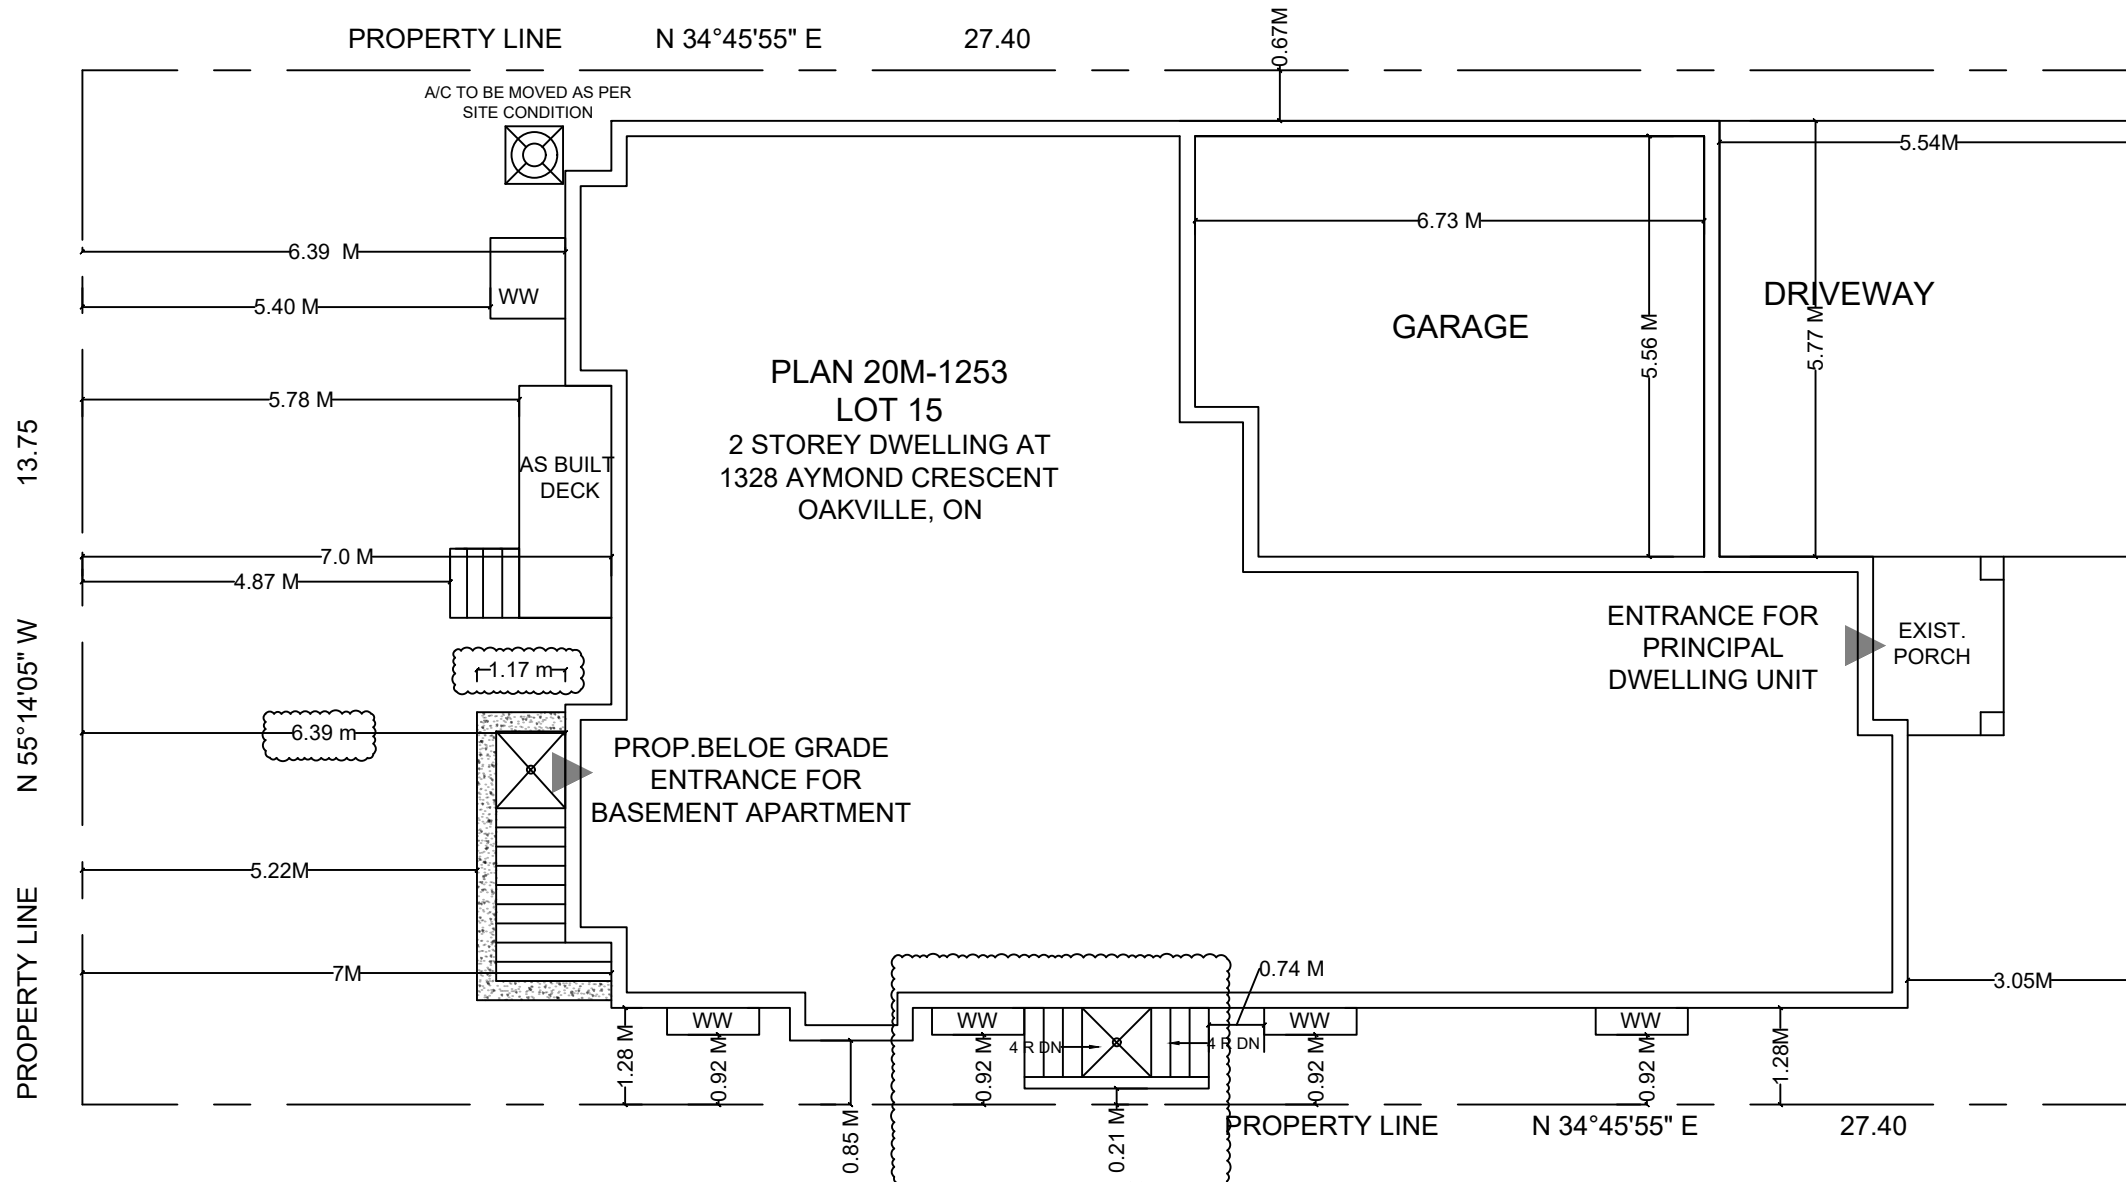 PROPERTY LINE N 34°45'55" E 27.40
0.67M
A/C TO BE MOVED AS PER
SITE CONDITION
5.54M
6.73 M
6.39 M
WW
5.40 M
GARAGE
DRIVEWAY
5.56 M
5.77 M
PLAN 20M-1253
LOT 15
2 STOREY DWELLING AT
1328 AYMOND CRESCENT
OAKVILLE, ON
5.78 M
AS BUILT
DECK
7.0 M
4.87 M
PROPERTY LINE N 55°14'05" W 13.75
1.17 m
6.39 m
ENTRANCE FOR
PRINCIPAL
DWELLING UNIT
EXIST.
PORCH
PROP.BELOE GRADE
ENTRANCE FOR
BASEMENT APARTMENT
5.22M
7M
0.74 M
3.05M
WW
WW
WW
WW
4 R DN
4 R DN
1.28 M
0.92 M
0.85 M
0.92 M
0.21 M
0.92 M
0.92 M
1.28M
PROPERTY LINE N 34°45'55" E 27.40